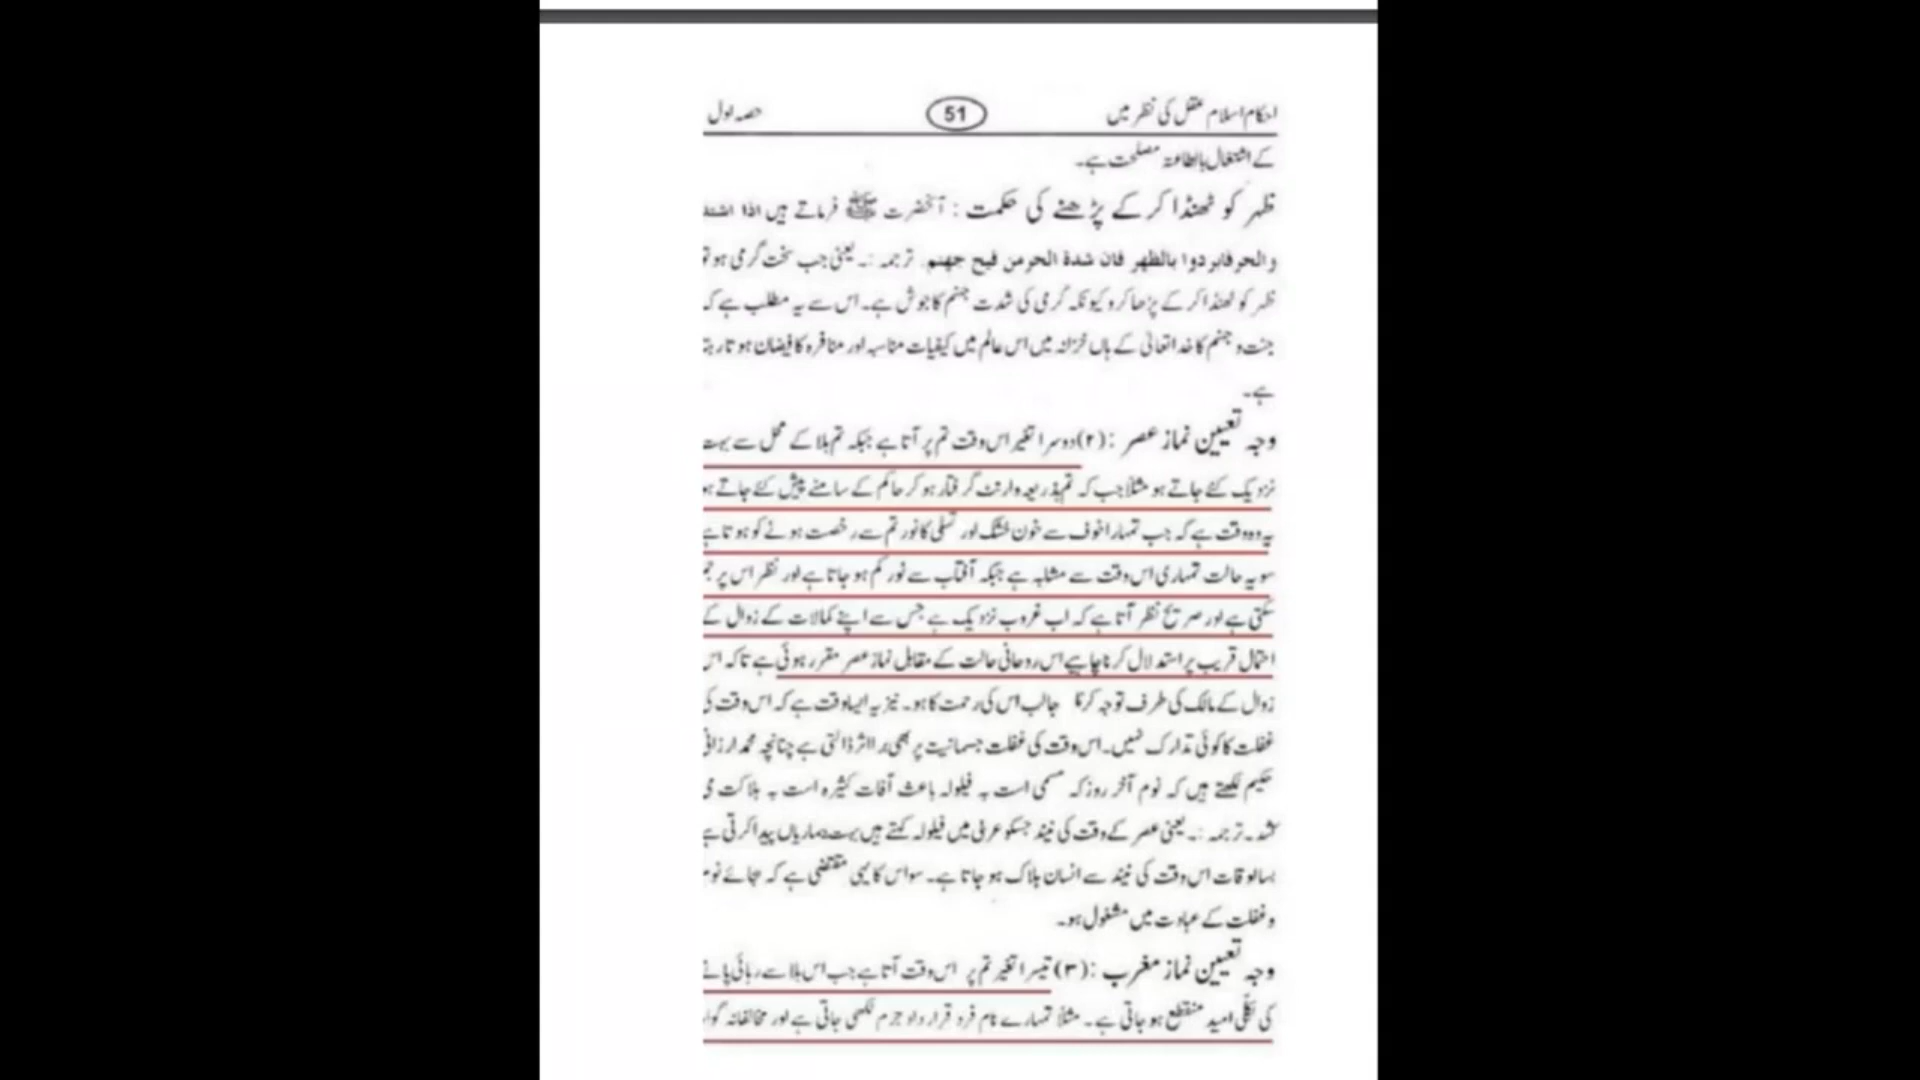 احکام اسلام عقل کی نظر میں 51 حصہ اول
کے اشتغال بالطاعۃ مصلحت ہے۔
ظہر کو ٹھنڈا کر کے پڑھنے کی حکمت : آنحضرت ﷺ فرماتے ہیں اذا اشتد
والحر فابردوا بالظهر فان شدة الحر من فيح جهنم ترجمہ :۔ یعنی جب سخت گرمی ہو تو
ظہر کو ٹھنڈا کر کے پڑھا کرو کیونکہ گرمی کی شدت جہنم کا جوش ہے۔ اس سے یہ مطلب ہے کہ
جنت و جہنم کا خدا تعالیٰ کے ہاں خزانہ میں اس عالم میں کیفیات مناسبہ اور منافرہ کا فیضان ہوتا رہتا
ہے۔
وجہ تعیین نماز عصر : (۲) دوسرا تغیر اس وقت تم پر آتا ہے جبکہ تم بلا کے محل سے بہت
نزدیک کئے جاتے ہو مثلاً جب کہ تم بذریعہ وارنٹ گرفتار ہو کر حاکم کے سامنے پیش کئے جاتے ہو
یہ وہ وقت ہے کہ جب تمہارا خوف سے خون خشک اور تسلی کا نور تم سے رخصت ہونے کو ہوتا ہے
سو یہ حالت تمہاری اس وقت سے مشابہ ہے جبکہ آفتاب سے نور کم ہو جاتا ہے اور نظر اس پر جم
سکتی ہے اور صریح نظر آتا ہے کہ اب غروب نزدیک ہے جس سے اپنے کمالات کے زوال کے
احتمال قریب پر استدلال کرنا چاہیے اس روحانی حالت کے مقابل نماز عصر مقرر ہوئی ہے تاکہ اس
زوال کے مالک کی طرف توجہ کرنا جالب اس کی رحمت کا ہو۔ نیز یہ ایسا وقت ہے کہ اس وقت کی
غفلت کا کوئی تدارک نہیں۔ اس وقت کی غفلت جسمانیت پر بھی برا اثر ڈالتی ہے چنانچہ محمد ارزانی
حکیم لکھتے ہیں کہ نوم آخر روز کہ مسمی است بہ فیلولہ باعث آفات کثیرہ است بہ ہلاکت می
کشد۔ ترجمہ :۔ یعنی عصر کے وقت کی نیند جسکو عربی میں فیلولہ کہتے ہیں بہت بیماریاں پیدا کرتی ہے
بسا اوقات اس وقت کی نیند سے انسان ہلاک ہو جاتا ہے۔ سو اس کا یہی مقتضی ہے کہ بجائے نوم
و غفلت کے عبادت میں مشغول ہو۔
وجہ تعیین نماز مغرب : (۳) تیسرا تغیر تم پر اس وقت آتا ہے جب اس بلا سے رہائی پانے
کی نکلی امید منقطع ہو جاتی ہے۔ مثلاً تمہارے نام فرد قرار داد جرم لکھی جاتی ہے اور مخالفانہ گواہ